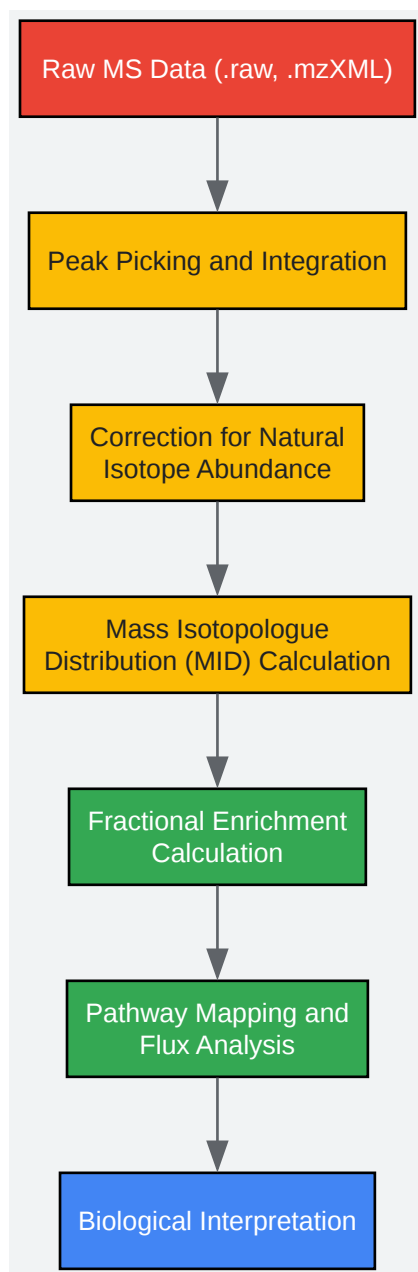 Raw MS Data (.raw, .mzXML)
Peak Picking and Integration
Correction for Natural
Isotope Abundance
Mass Isotopologue
Distribution (MID) Calculation
Fractional Enrichment
Calculation
Pathway Mapping and
Flux Analysis
Biological Interpretation